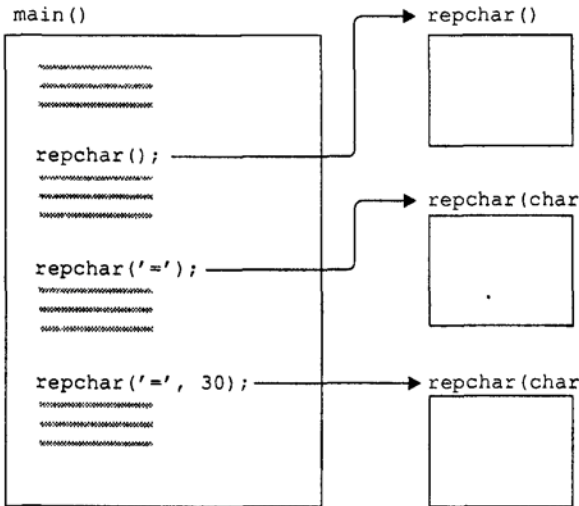 main()
repchar()
repchar();
repchar(char
repchar('=');
repchar(char
repchar('=', 30);